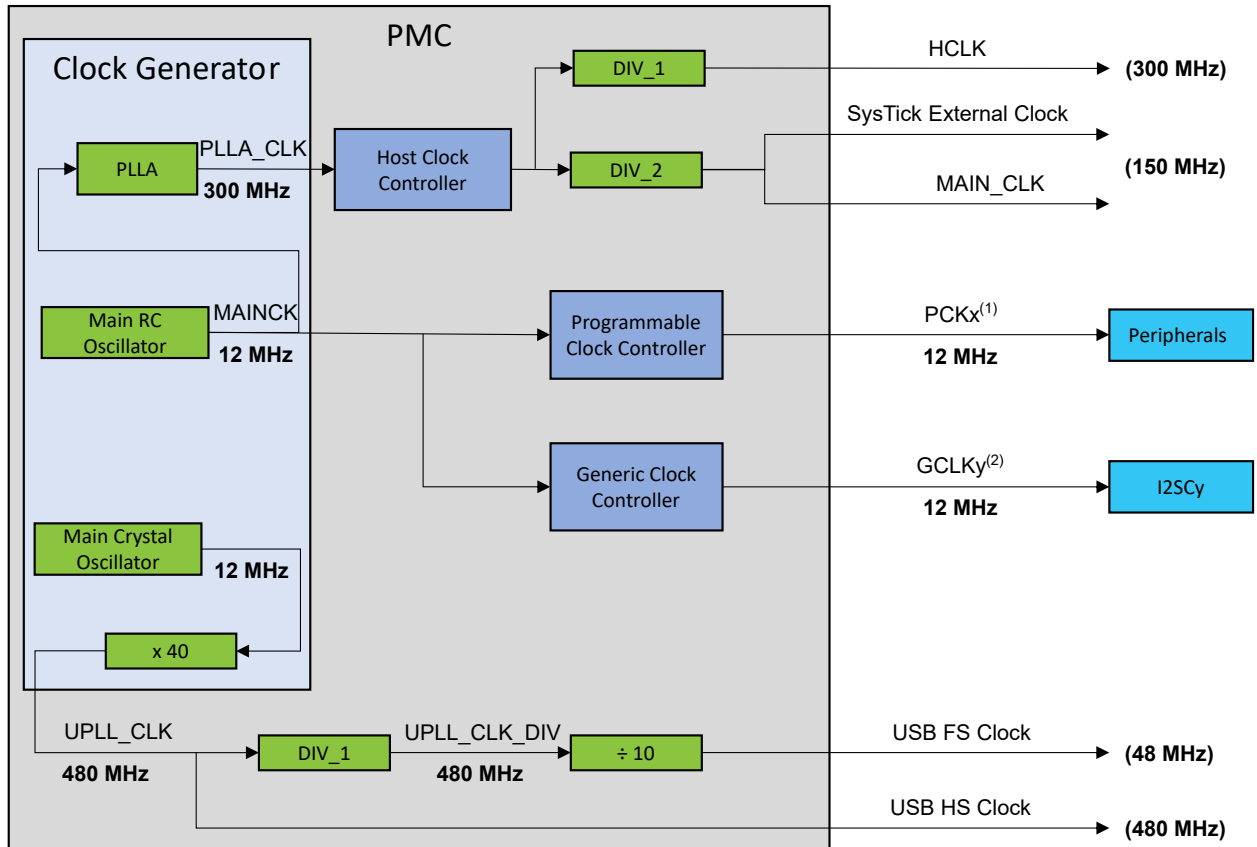 PMC
Clock Generator
DIV_1
HCLK
(300 MHz)
PLLA
PLLA_CLK
300 MHz
Host Clock
Controller
DIV_2
SysTick External Clock
(150 MHz)
MAIN_CLK
Main RC
Oscillator
MAINCK
12 MHz
Programmable
Clock Controller
PCKx(1)
12 MHz
Peripherals
Generic Clock
Controller
GCLKy(2)
12 MHz
I2SCy
Main Crystal
Oscillator
12 MHz
x 40
UPLL_CLK
480 MHz
DIV_1
UPLL_CLK_DIV
480 MHz
÷ 10
USB FS Clock
(48 MHz)
USB HS Clock
(480 MHz)